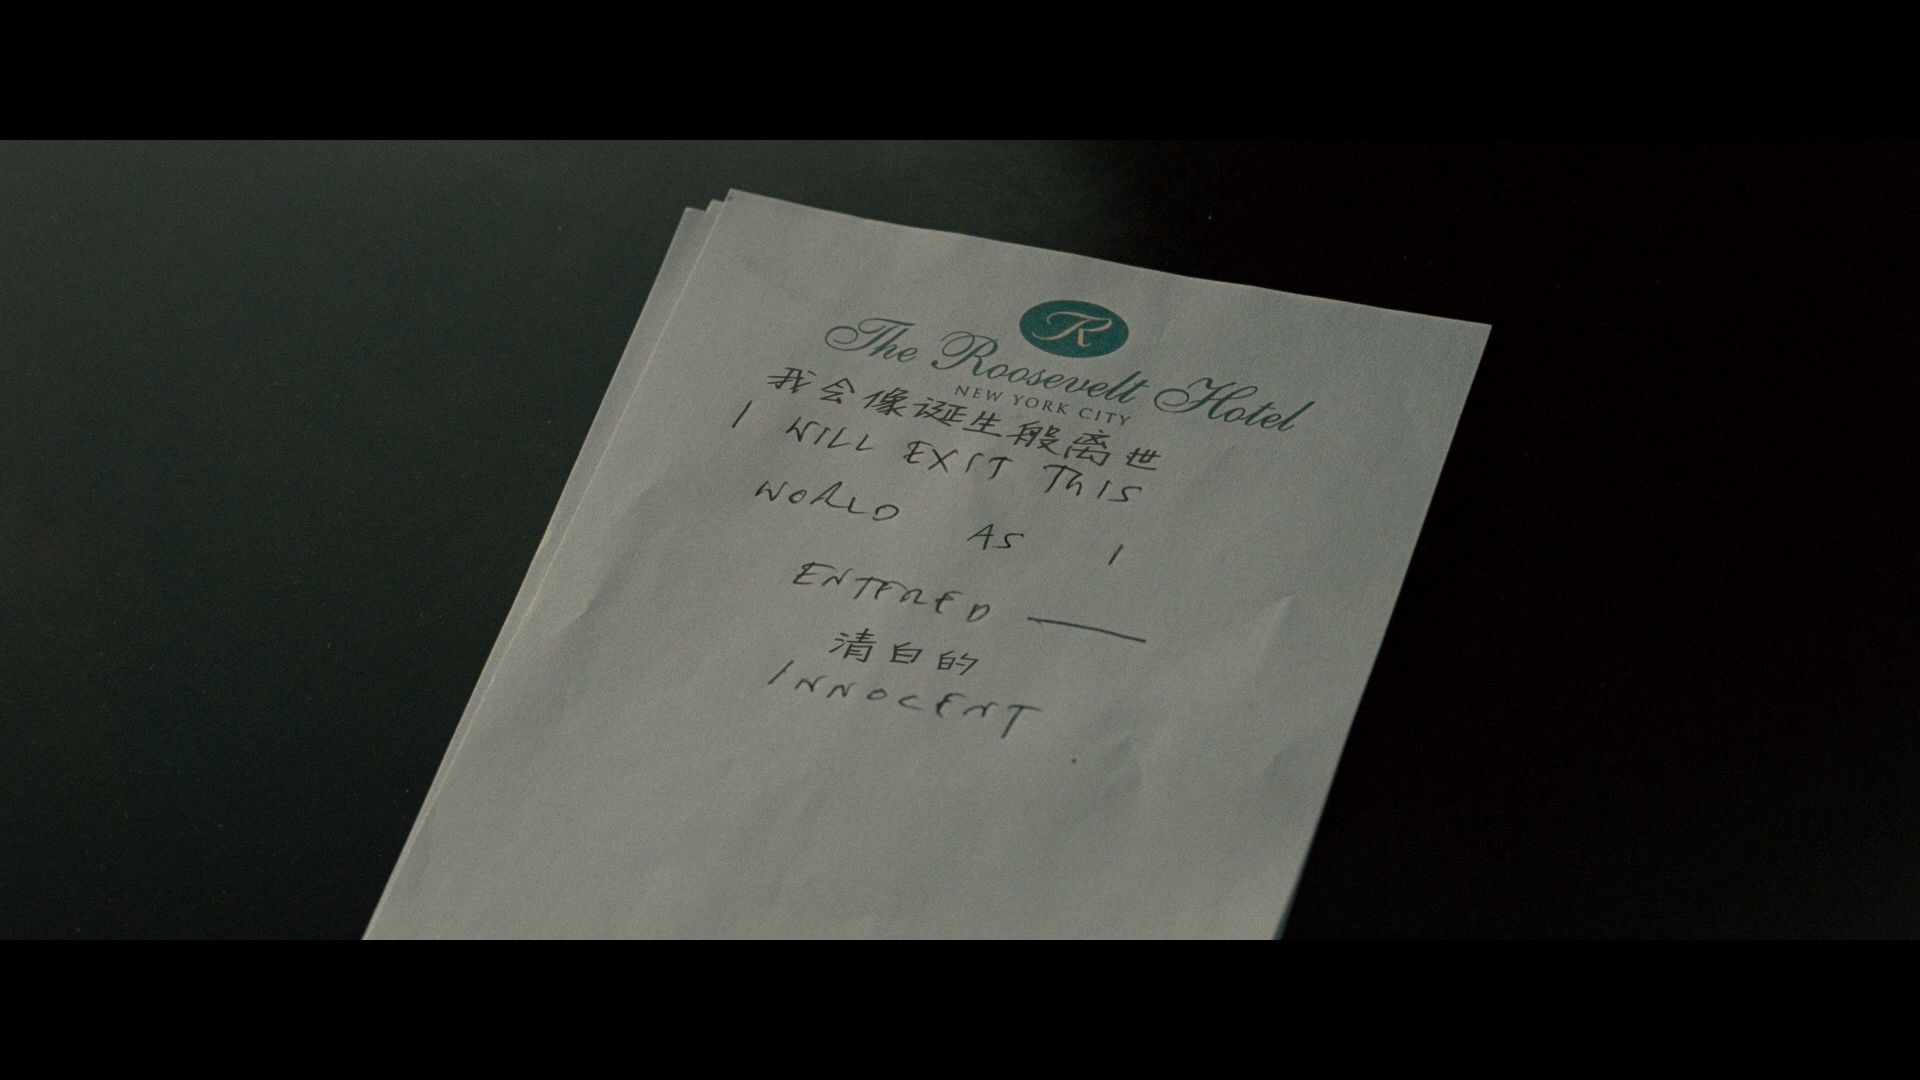 R
The Roosevelt Hotel
NEW YORK CITY
我会像诞生般离世
I WILL EXIT THIS
WORLD AS I
ENTERED —
清白的
INNOCENT